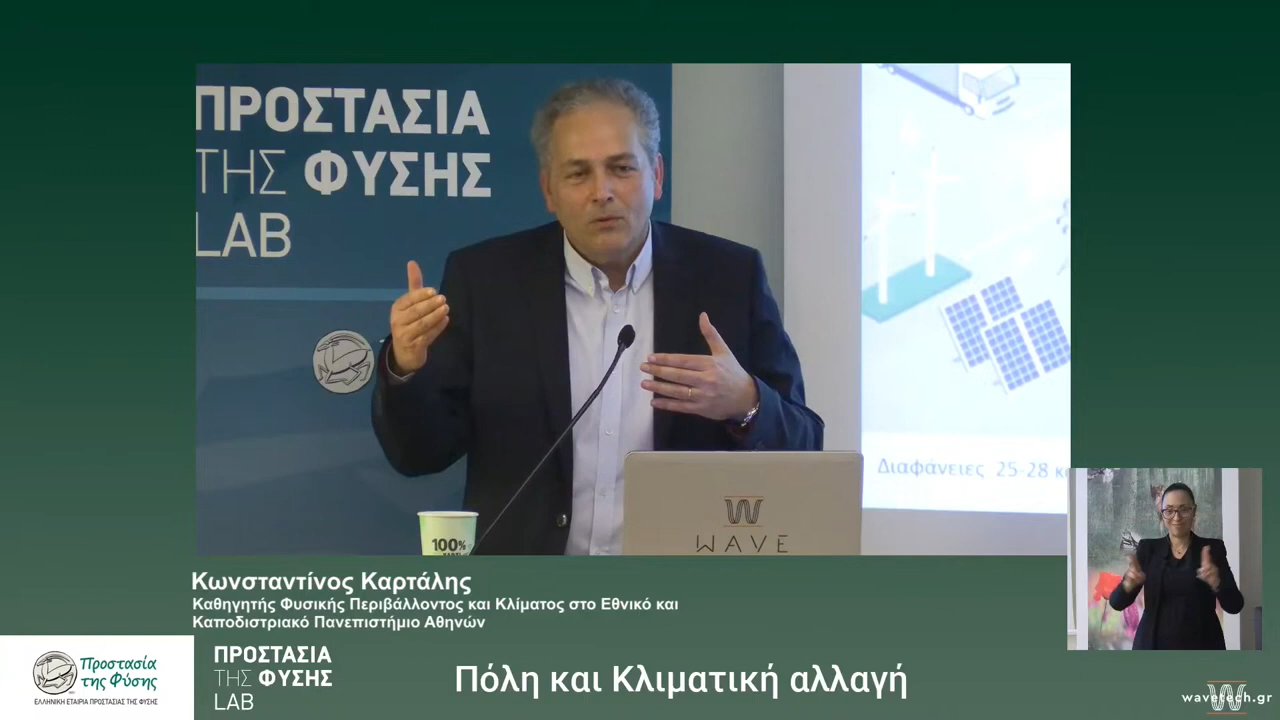 ΠΡΟΣΤΑΣΙΑ
ΤΗΣ ΦΥΣΗΣ
LAB
Διαφάνειες 25-28
100%
W
WAVE
Κωνσταντίνος Καρτάλης
Καθηγητής Φυσικής Περιβάλλοντος και Κλίματος στο Εθνικό και
Καποδιστριακό Πανεπιστήμιο Αθηνών
Προστασία
της Φύσης
ΕΛΛΗΝΙΚΗ ΕΤΑΙΡΙΑ ΠΡΟΣΤΑΣΙΑΣ ΤΗΣ ΦΥΣΗΣ
ΠΡΟΣΤΑΣΙΑ
ΤΗΣ ΦΥΣΗΣ
LAB
Πόλη και Κλιματική αλλαγή
wavetech.gr